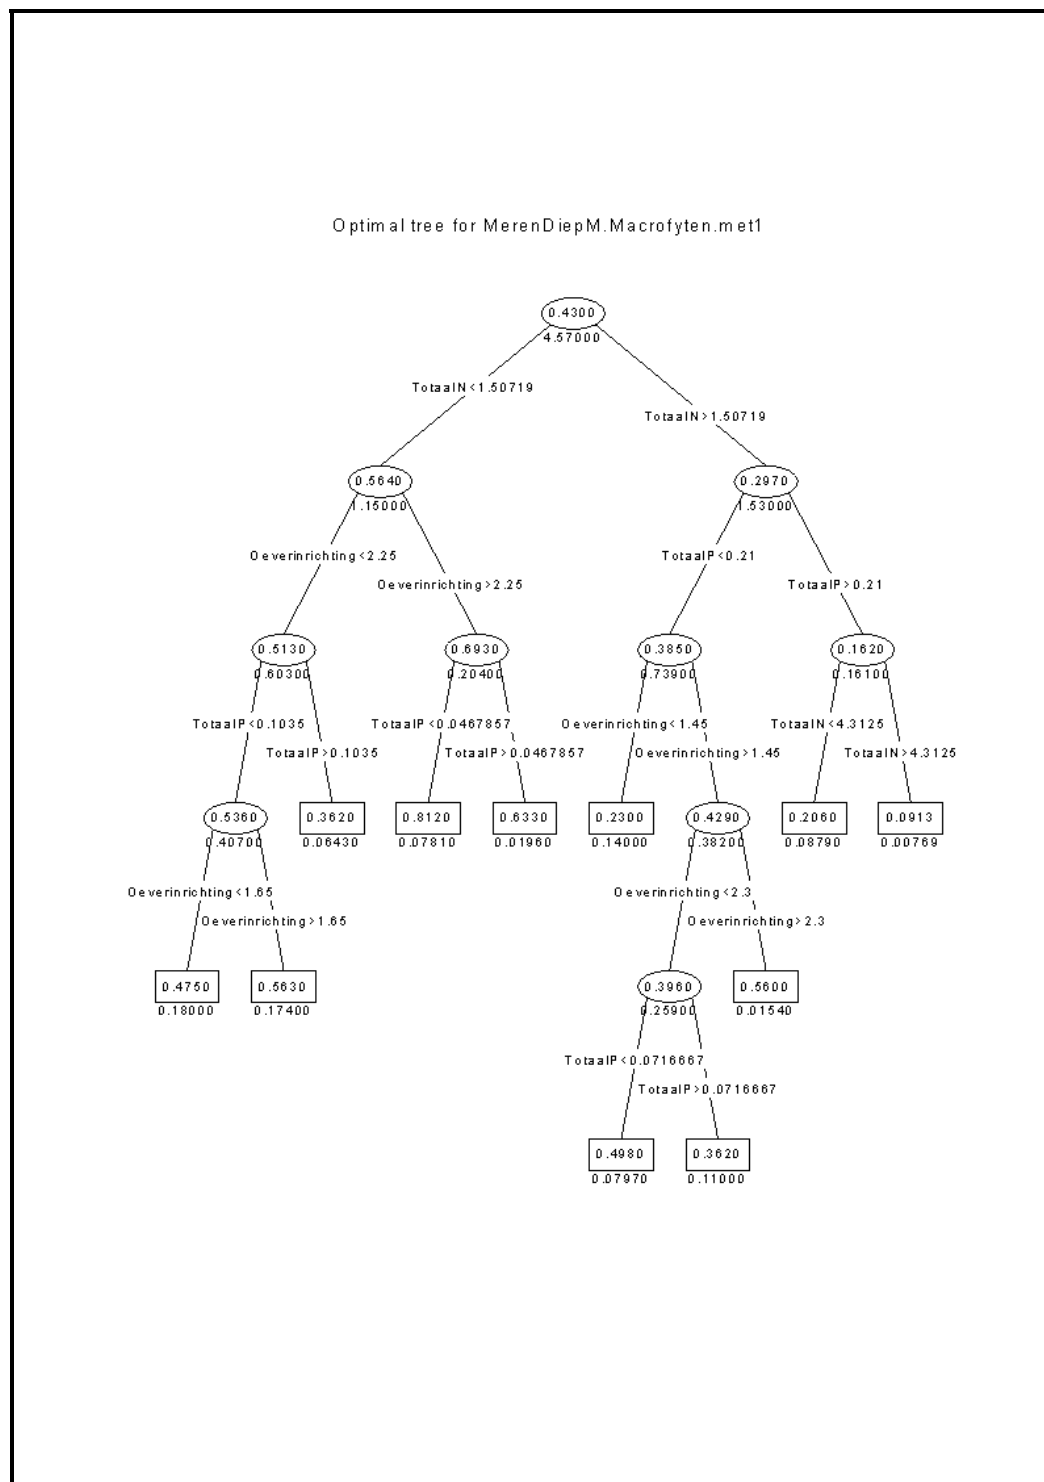 Optimal tree for MerenDiepM.Macrofyten.met1
0.4300
4.57000
TotaalN<1.50719
TotaalN>1.50719
0.5640
0.2970
1.15000
1.53000
Oeverinrichting<2.25
TotaalP<0.21
Oeverinrichting>2.25
TotaalP>0.21
0.5130
0.6930
0.3850
0.1620
0.60300
0.20400
0.73900
0.16100
TotaalP<0.1035
TotaalP<0.0467857
Oeverinrichting<1.45
TotaalN<4.3125
TotaalP>0.1035
TotaalP>0.0467857
Oeverinrichting>1.45
TotaalN>4.3125
0.5360
0.3620
0.8120
0.6330
0.2300
0.4290
0.2060
0.0913
0.40700
0.06430
0.07810
0.01960
0.14000
0.38200
0.08790
0.00769
Oeverinrichting<1.65
Oeverinrichting<2.3
Oeverinrichting>1.65
Oeverinrichting>2.3
0.4750
0.5630
0.3960
0.5600
0.18000
0.17400
0.25900
0.01540
TotaalP<0.0716667
TotaalP>0.0716667
0.4980
0.3620
0.07970
0.11000